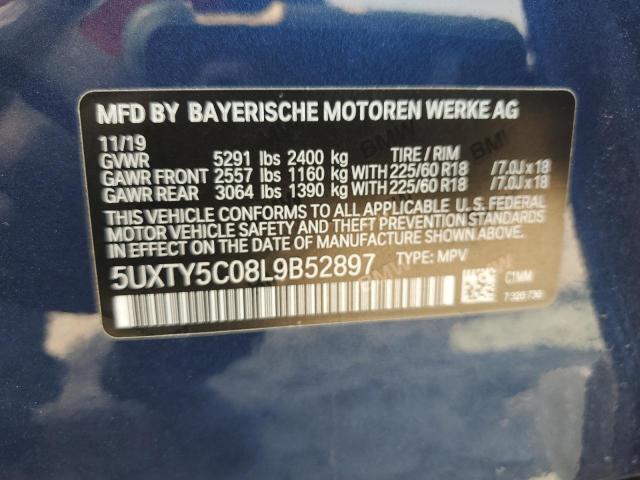 MFD BY BAYERISCHE MOTOREN WERKE AG
11/19
GVWR 5291 lbs 2400 kg TIRE / RIM
GAWR FRONT 2557 lbs 1160 kg WITH 225/60 R18 /7.0J x 18
GAWR REAR 3064 lbs 1390 kg WITH 225/60 R18 /7.0J x 18
THIS VEHICLE CONFORMS TO ALL APPLICABLE U.S. FEDERAL
MOTOR VEHICLE SAFETY AND THEFT PREVENTION STANDARDS
IN EFFECT ON THE DATE OF MANUFACTURE SHOWN ABOVE.
5UXTY5C08L9B52897 TYPE: MPV
C1MM